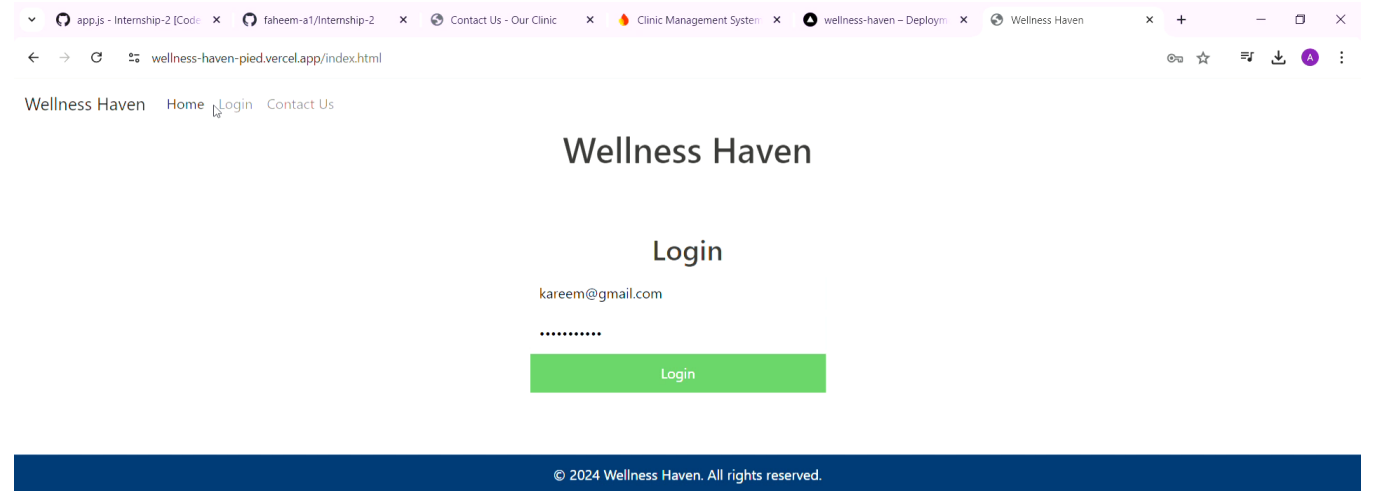 app.js - Internship-2 [Code
faheem-a1/Internship-2
Contact Us - Our Clinic
Clinic Management System
wellness-haven – Deploym
Wellness Haven
wellness-haven-pied.vercel.app/index.html
A
Wellness Haven Home Login Contact Us
Wellness Haven
Login
kareem@gmail.com
•••••••••••
Login
© 2024 Wellness Haven. All rights reserved.